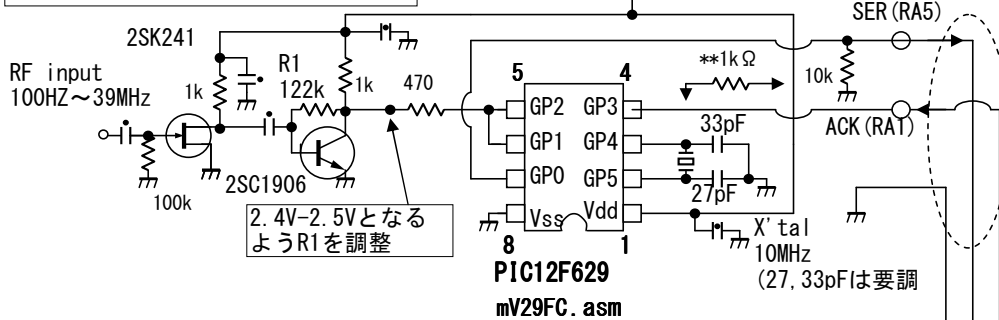 SER(RA5)
2SK241
RF input
100HZ～39MHz
1k
R1
122k
1k
470
5
4
**1kΩ
10k
GP2
GP3
ACK(RA1)
GP1
GP4
33pF
GP0
GP5
27pF
100k
2SC1906
2.4V-2.5Vとなる
ようR1を調整
Vss
Vdd
8
1
X'tal
10MHz
(27,33pFは要調
PIC12F629
mV29FC.asm